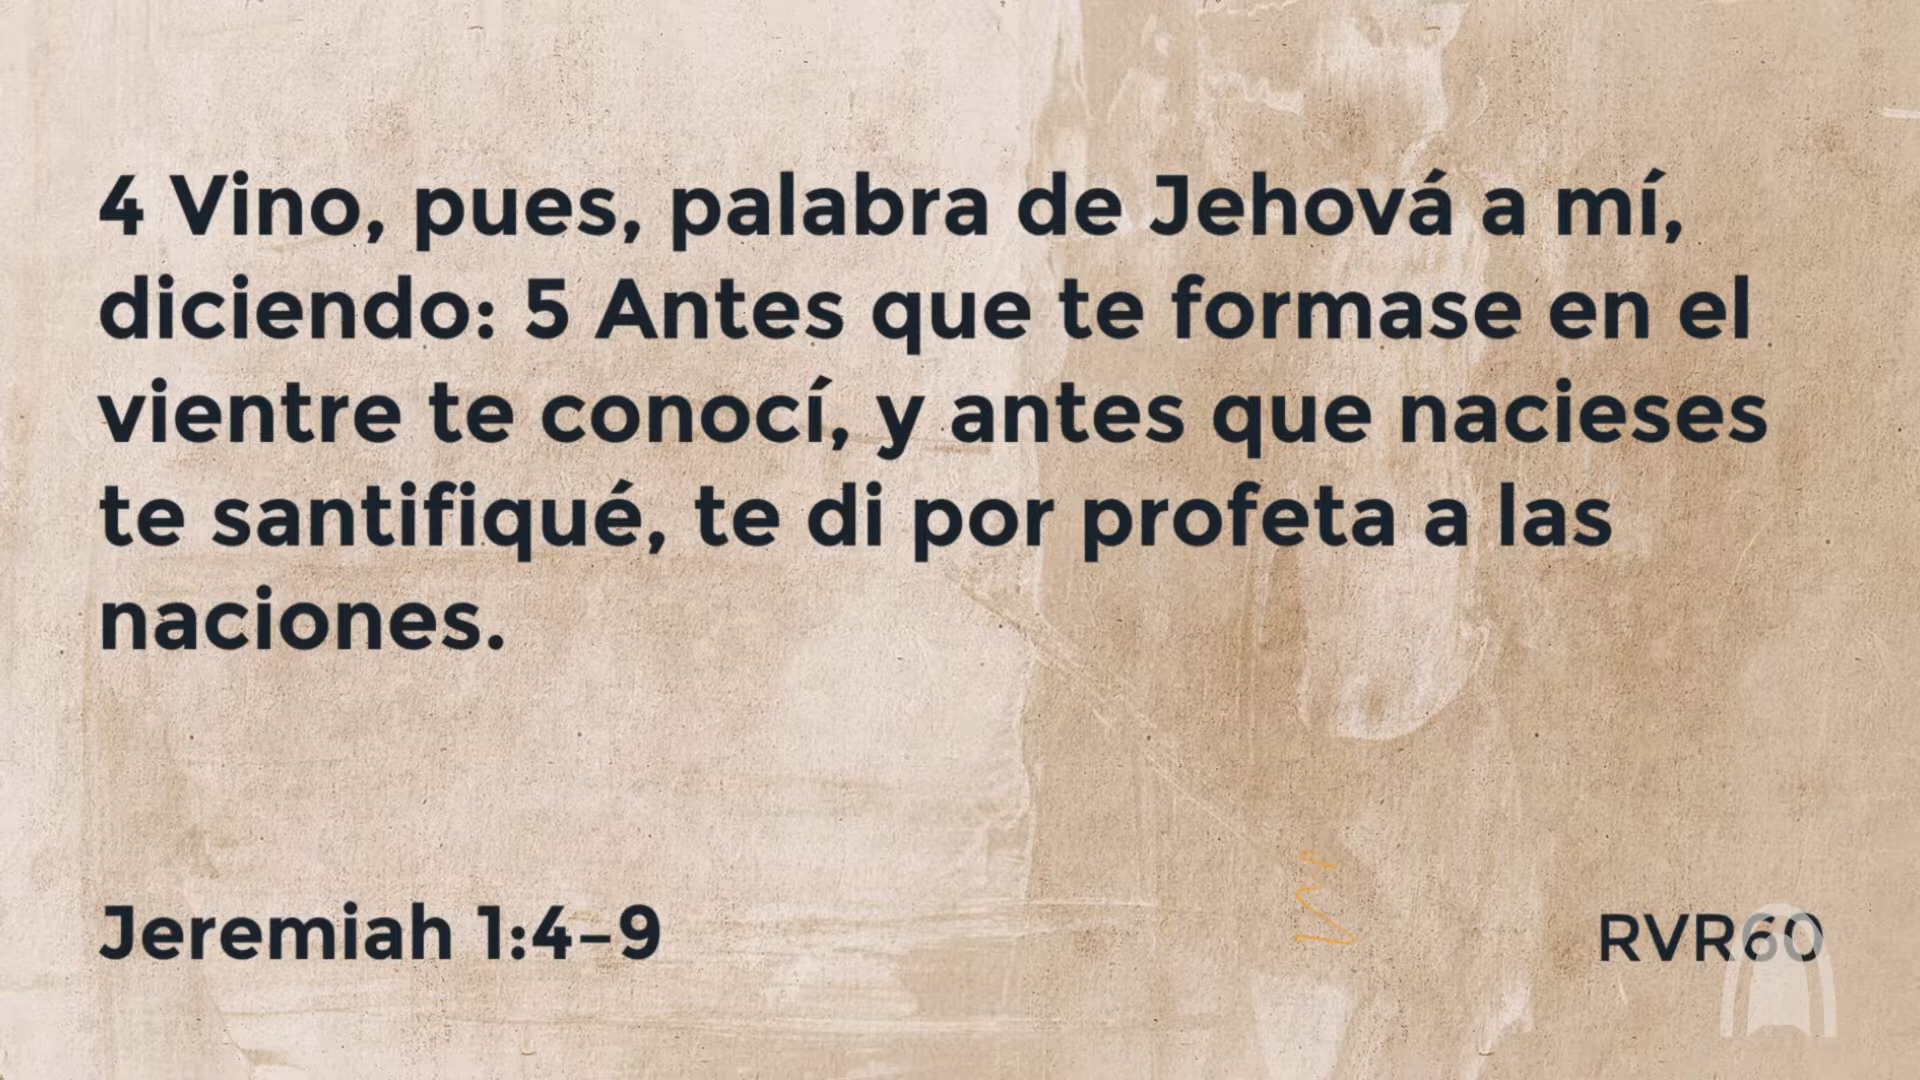 4 Vino, pues, palabra de Jehová a mí,
diciendo: 5 Antes que te formase en el
vientre te conocí, y antes que nacieses
te santifiqué, te di por profeta a las
naciones.
Jeremiah 1:4–9
RVR60